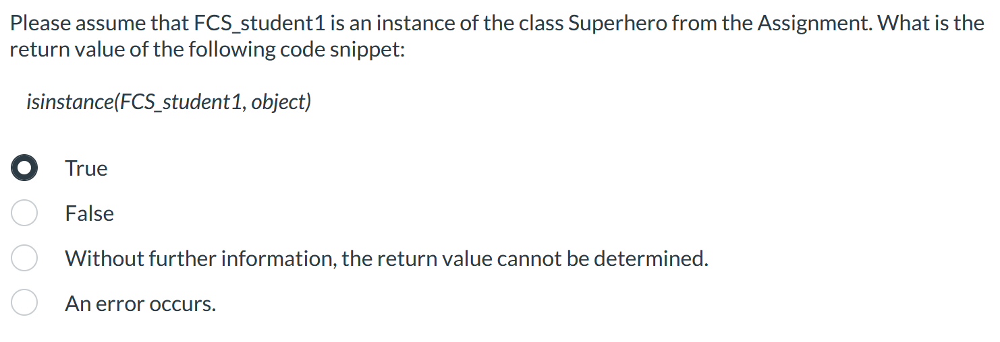 Please assume that FCS_student1 is an instance of the class Superhero from the Assignment. What is the
return value of the following code snippet:
isinstance(FCS_student1, object)
True
False
Without further information, the return value cannot be determined.
An error occurs.